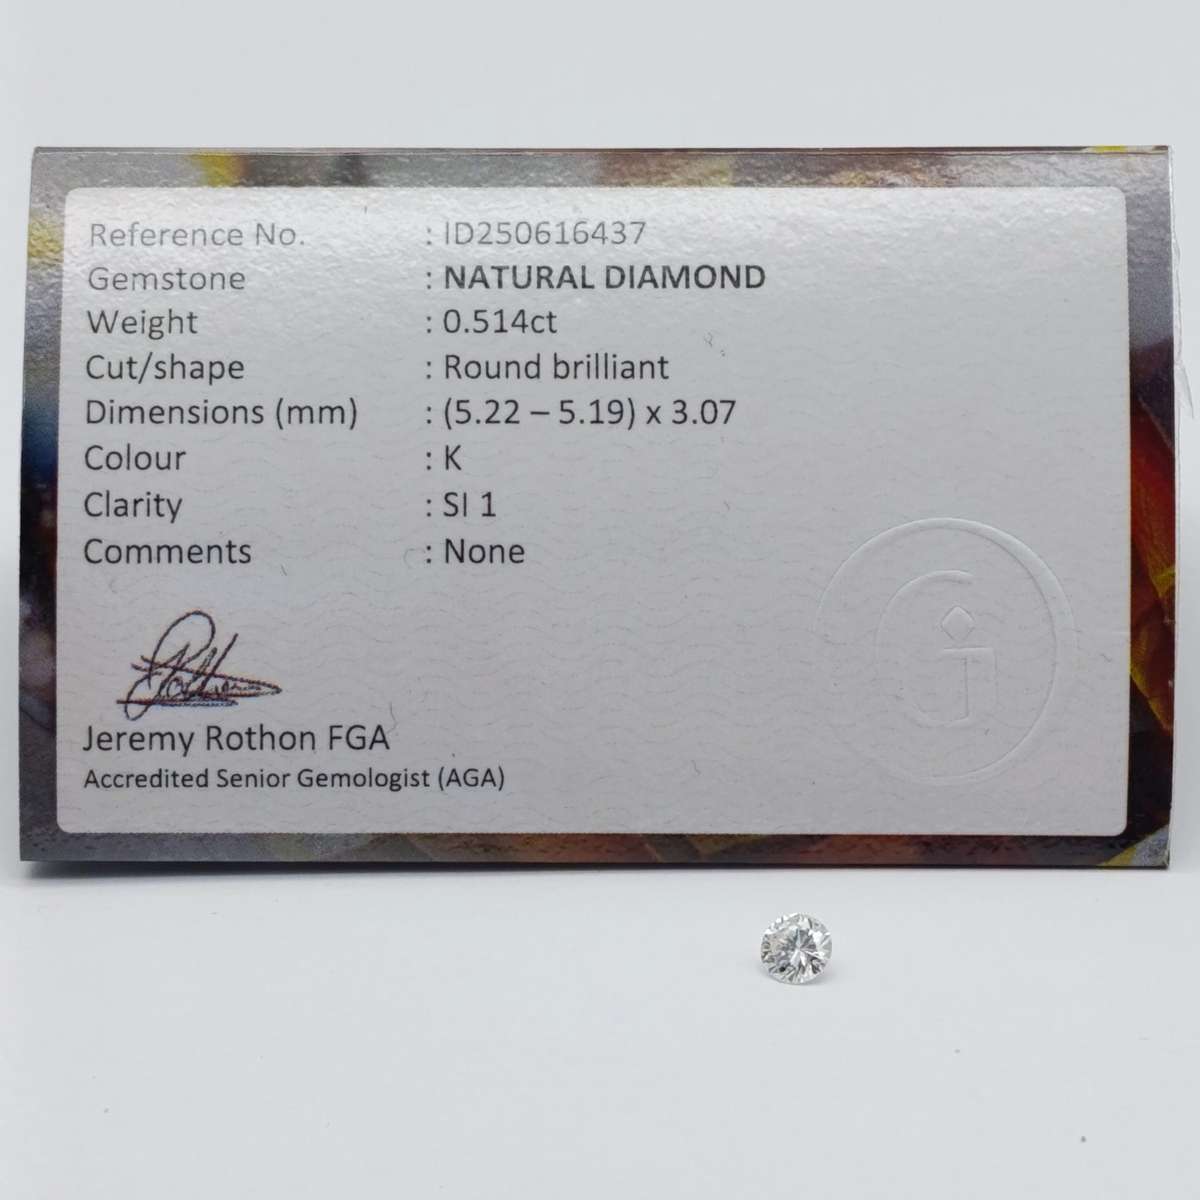 Reference No. : ID250616437
Gemstone : NATURAL DIAMOND
Weight : 0.514ct
Cut/shape : Round brilliant
Dimensions (mm) : (5.22 – 5.19) x 3.07
Colour : K
Clarity : SI 1
Comments : None
Jeremy Rothon FGA
Accredited Senior Gemologist (AGA)